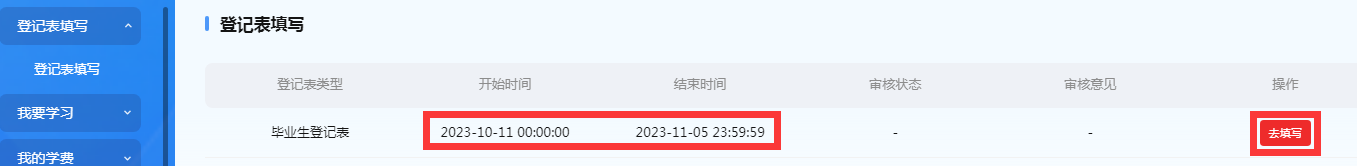 登记表填写
登记表填写
登记表填写
登记表类型 开始时间 结束时间 审核状态 审核意见 操作
我要学习
毕业生登记表 2023-10-11 00:00:00 2023-11-05 23:59:59 - - 去填写
我的学费